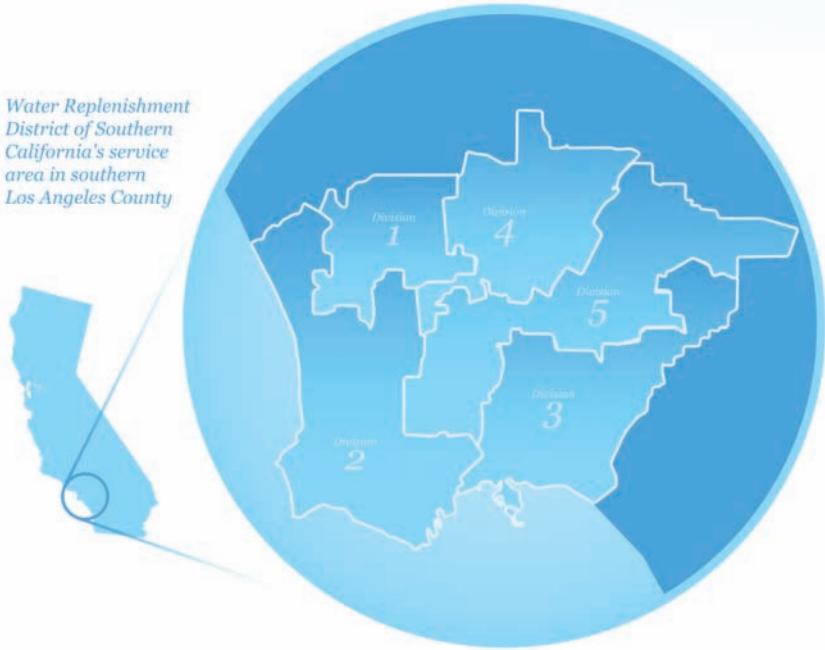 Water Replenishment
District of Southern
California's service
area in southern
Los Angeles County
Division
1
Division
4
Division
5
Division
3
Division
2